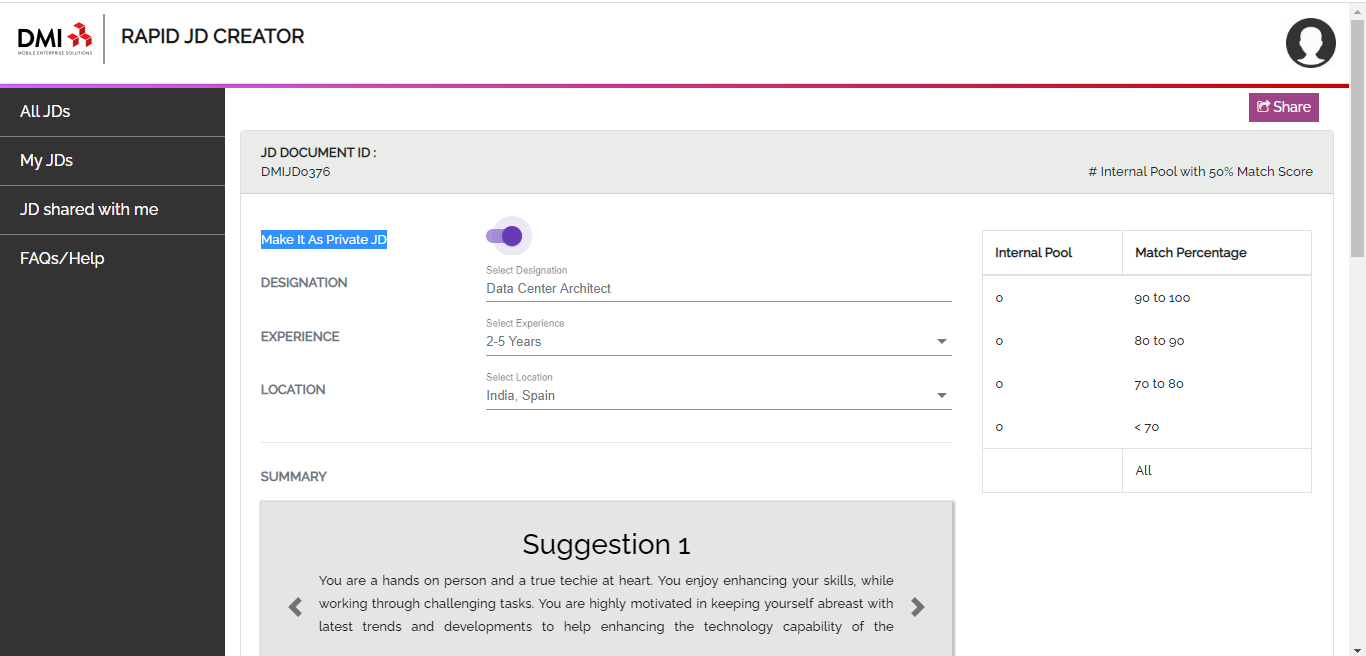 DMI
MOBILE ENTERPRISE SOLUTIONS
RAPID JD CREATOR
All JDs
My JDs
JD shared with me
FAQs/Help
Share
JD DOCUMENT ID :
DMIJD0376
# Internal Pool with 50% Match Score
Make It As Private JD
DESIGNATION
Select Designation
Data Center Architect
EXPERIENCE
Select Experience
2-5 Years
LOCATION
Select Location
India, Spain
Internal Pool Match Percentage
0 90 to 100
0 80 to 90
0 70 to 80
0 < 70
All
SUMMARY
Suggestion 1
You are a hands on person and a true techie at heart. You enjoy enhancing your skills, while
working through challenging tasks. You are highly motivated in keeping yourself abreast with
latest trends and developments to help enhancing the technology capability of the